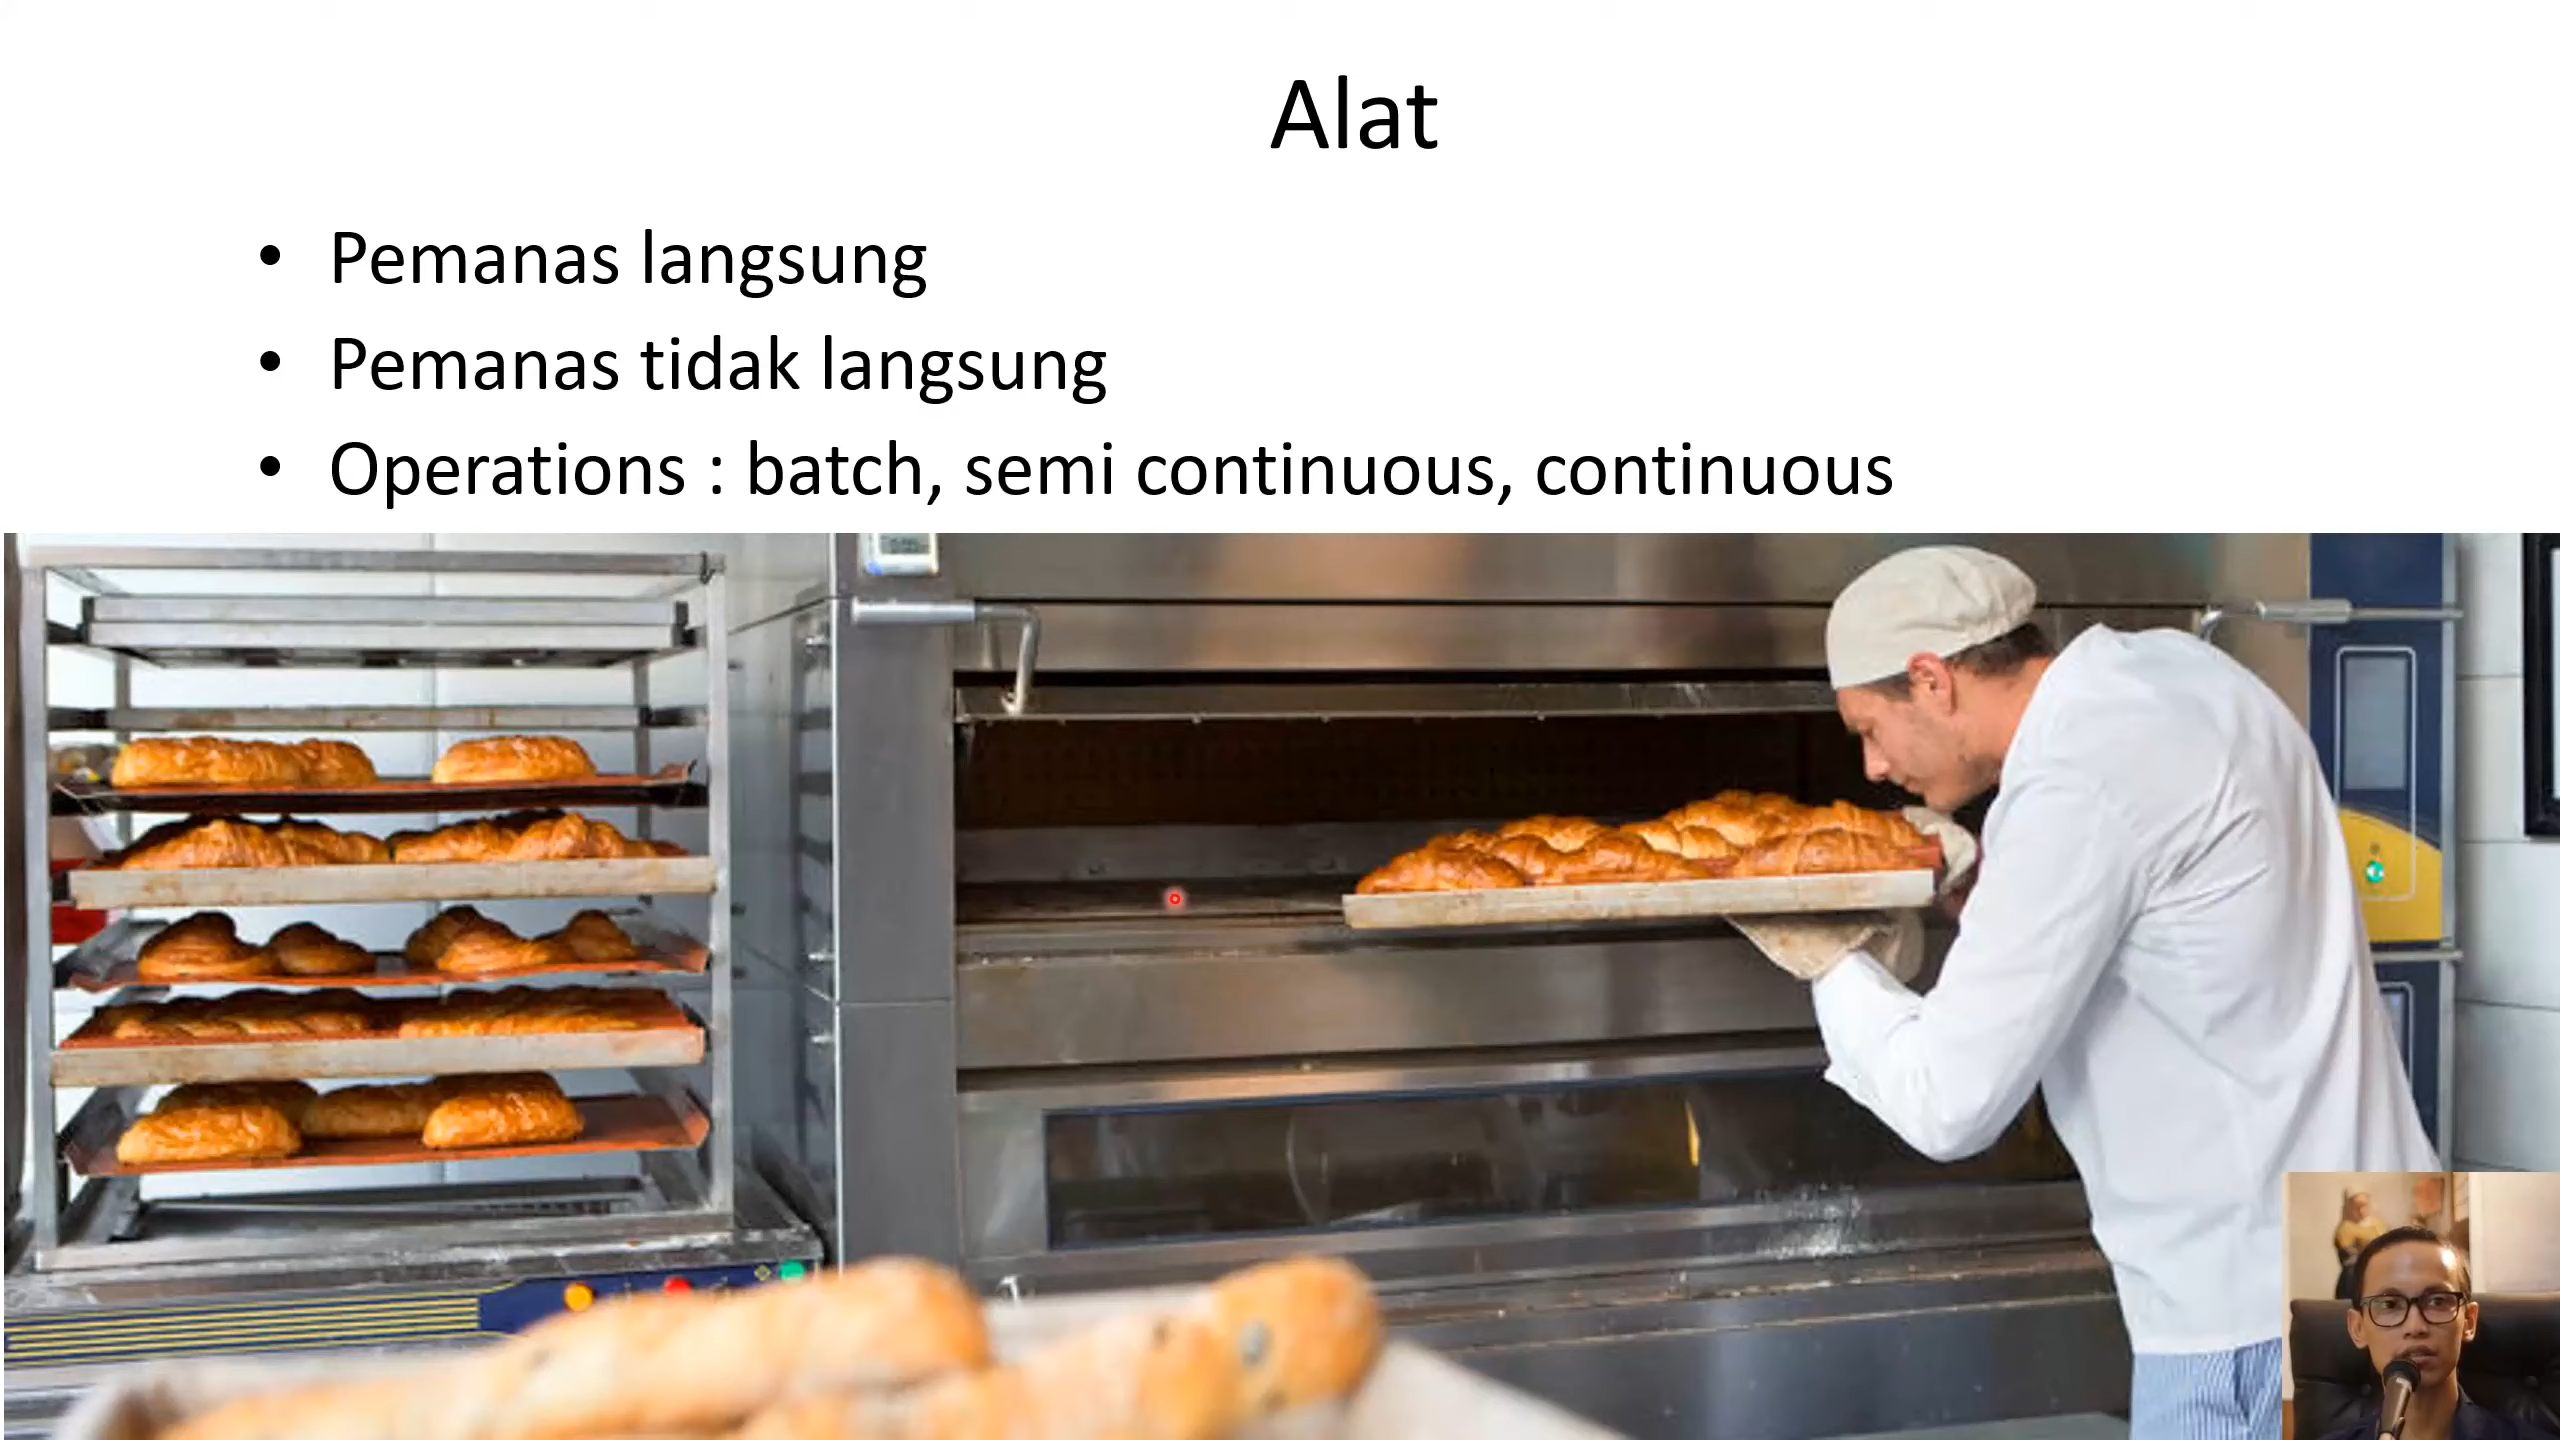 Alat
• Pemanas langsung
• Pemanas tidak langsung
• Operations : batch, semi continuous, continuous